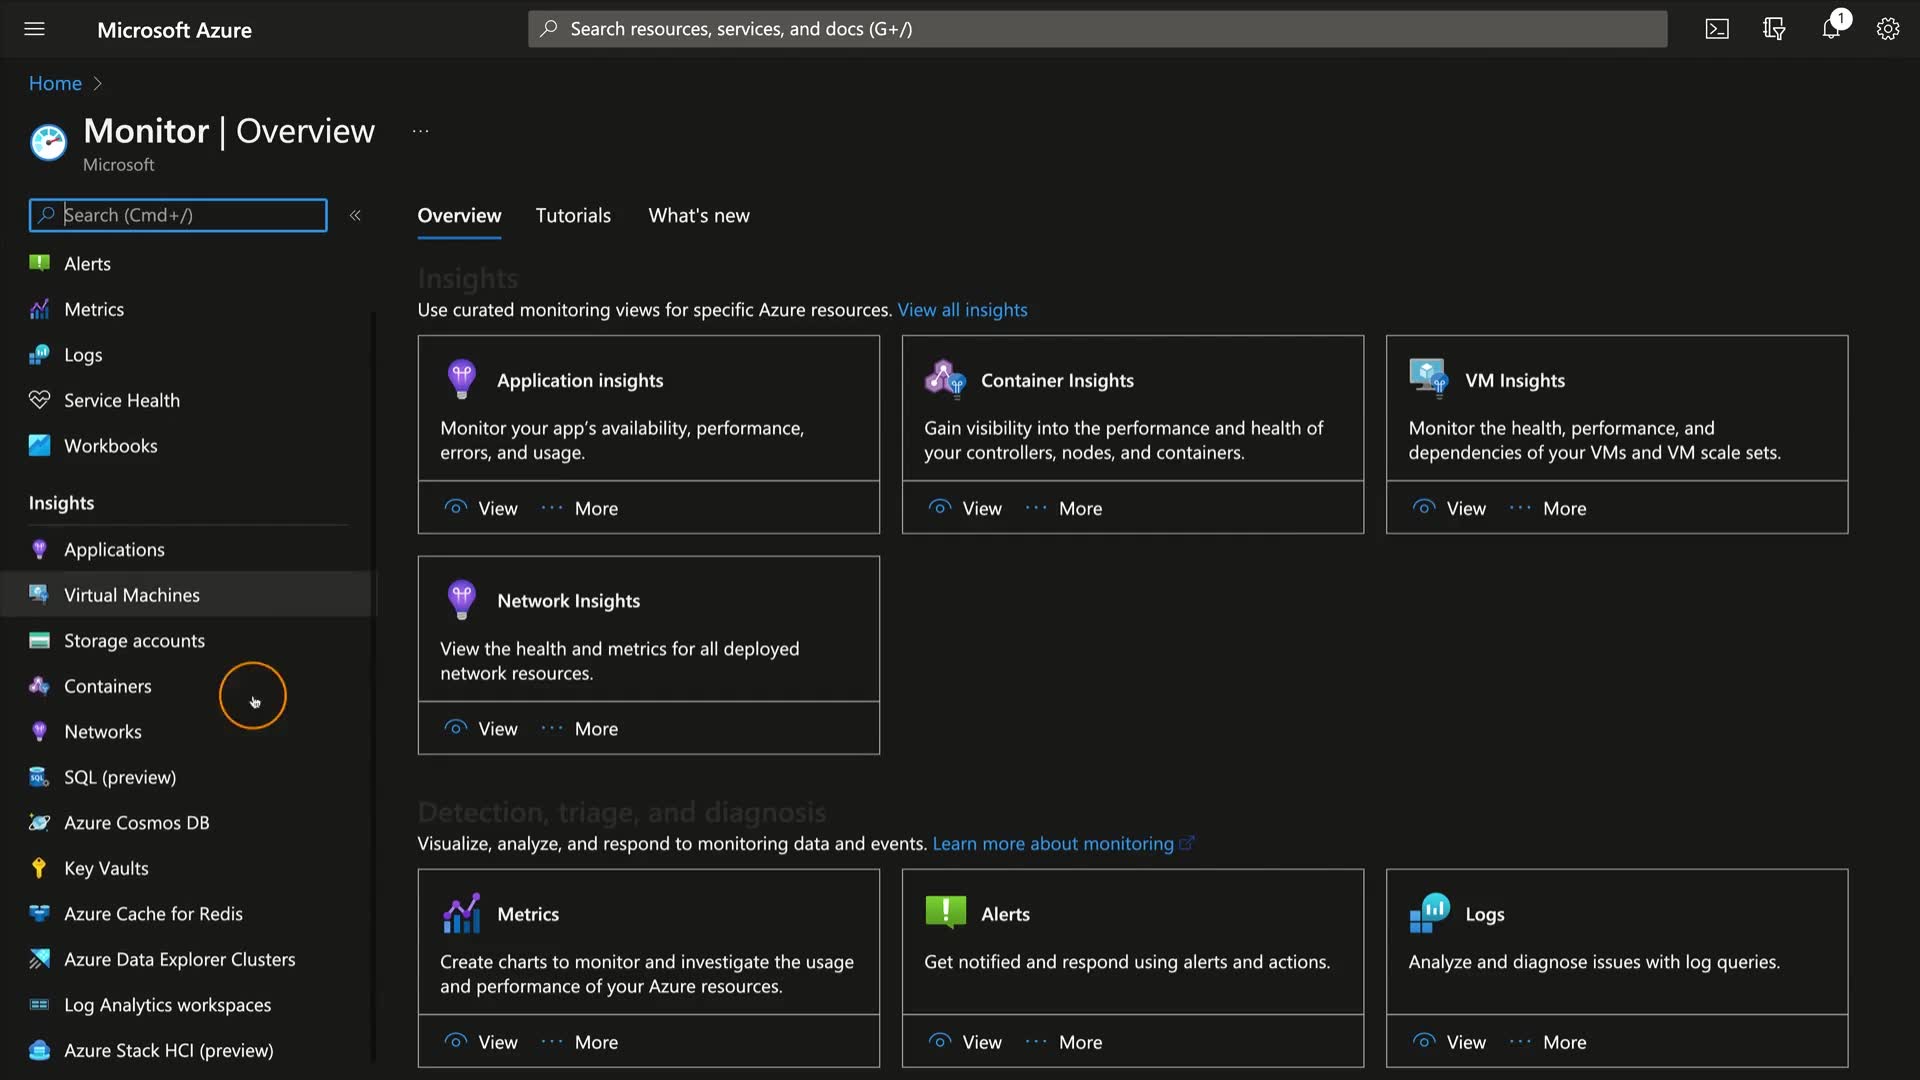 Microsoft Azure
Search resources, services, and docs (G+/)
1
Home
Monitor | Overview
...
Microsoft
Search (Cmd+/)
«
Overview
Tutorials
What's new
Alerts
Metrics
Logs
Service Health
Workbooks
Insights
Applications
Virtual Machines
Storage accounts
Containers
Networks
SQL (preview)
Azure Cosmos DB
Key Vaults
Azure Cache for Redis
Azure Data Explorer Clusters
Log Analytics workspaces
Azure Stack HCI (preview)
Insights
Use curated monitoring views for specific Azure resources. View all insights
Application insights
Monitor your app’s availability, performance,
errors, and usage.
View ... More
Container Insights
Gain visibility into the performance and health of
your controllers, nodes, and containers.
View ... More
VM Insights
Monitor the health, performance, and
dependencies of your VMs and VM scale sets.
View ... More
Network Insights
View the health and metrics for all deployed
network resources.
View ... More
Detection, triage, and diagnosis
Visualize, analyze, and respond to monitoring data and events. Learn more about monitoring
Metrics
Create charts to monitor and investigate the usage
and performance of your Azure resources.
View ... More
Alerts
Get notified and respond using alerts and actions.
View ... More
Logs
Analyze and diagnose issues with log queries.
View ... More